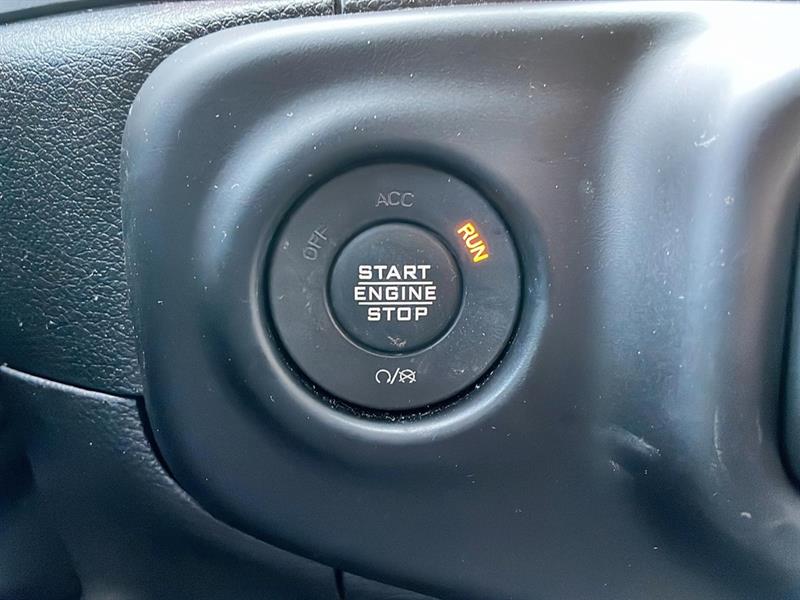 ACC
OFF
RUN
START
ENGINE
STOP